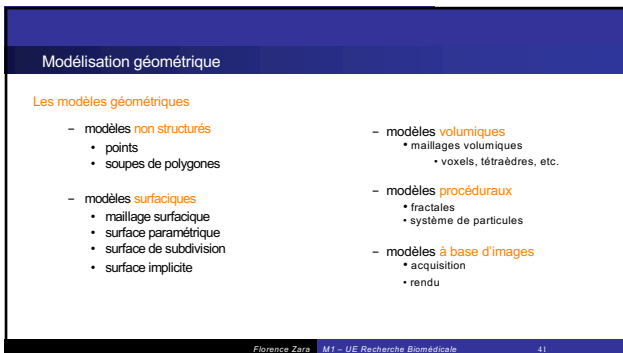 Modélisation géométrique
Les modèles géométriques
– modèles non structurés
• points
• soupes de polygones
– modèles surfaciques
• maillage surfacique
• surface paramétrique
• surface de subdivision
• surface implicite
– modèles volumiques
• maillages volumiques
• voxels, tétraèdres, etc.
– modèles procéduraux
• fractales
• système de particules
– modèles à base d'images
• acquisition
• rendu
Florence Zara M1 – UE Recherche Biomédicale 41